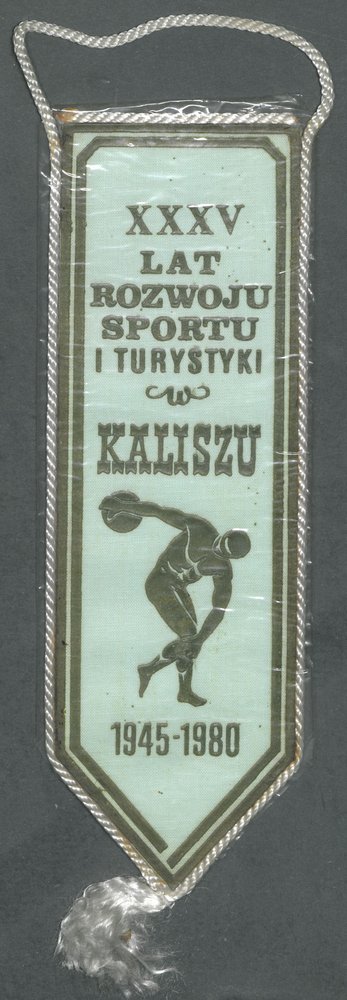 XXXV
LAT
ROZWOJU
SPORTU
I TURYSTYKI
w
KALISZU
1945-1980